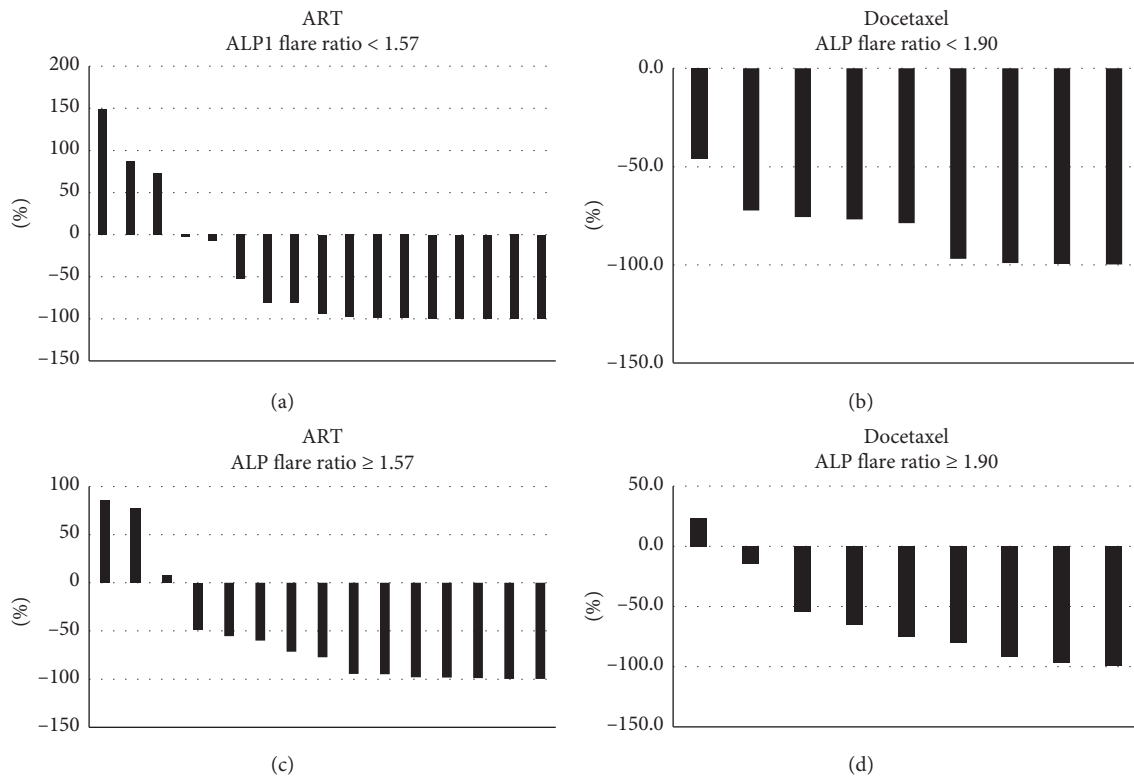 ART
ALP1 flare ratio < 1.57
200
150
100
50
0
−50
−100
−150
(%)
(a)
Docetaxel
ALP flare ratio < 1.90
0.0
−50.0
−100.0
−150.0
(%)
(b)
ART
ALP flare ratio ≥ 1.57
100
50
0
−50
−100
−150
(%)
(c)
Docetaxel
ALP flare ratio ≥ 1.90
50.0
0.0
−50.0
−100.0
−150.0
(%)
(d)